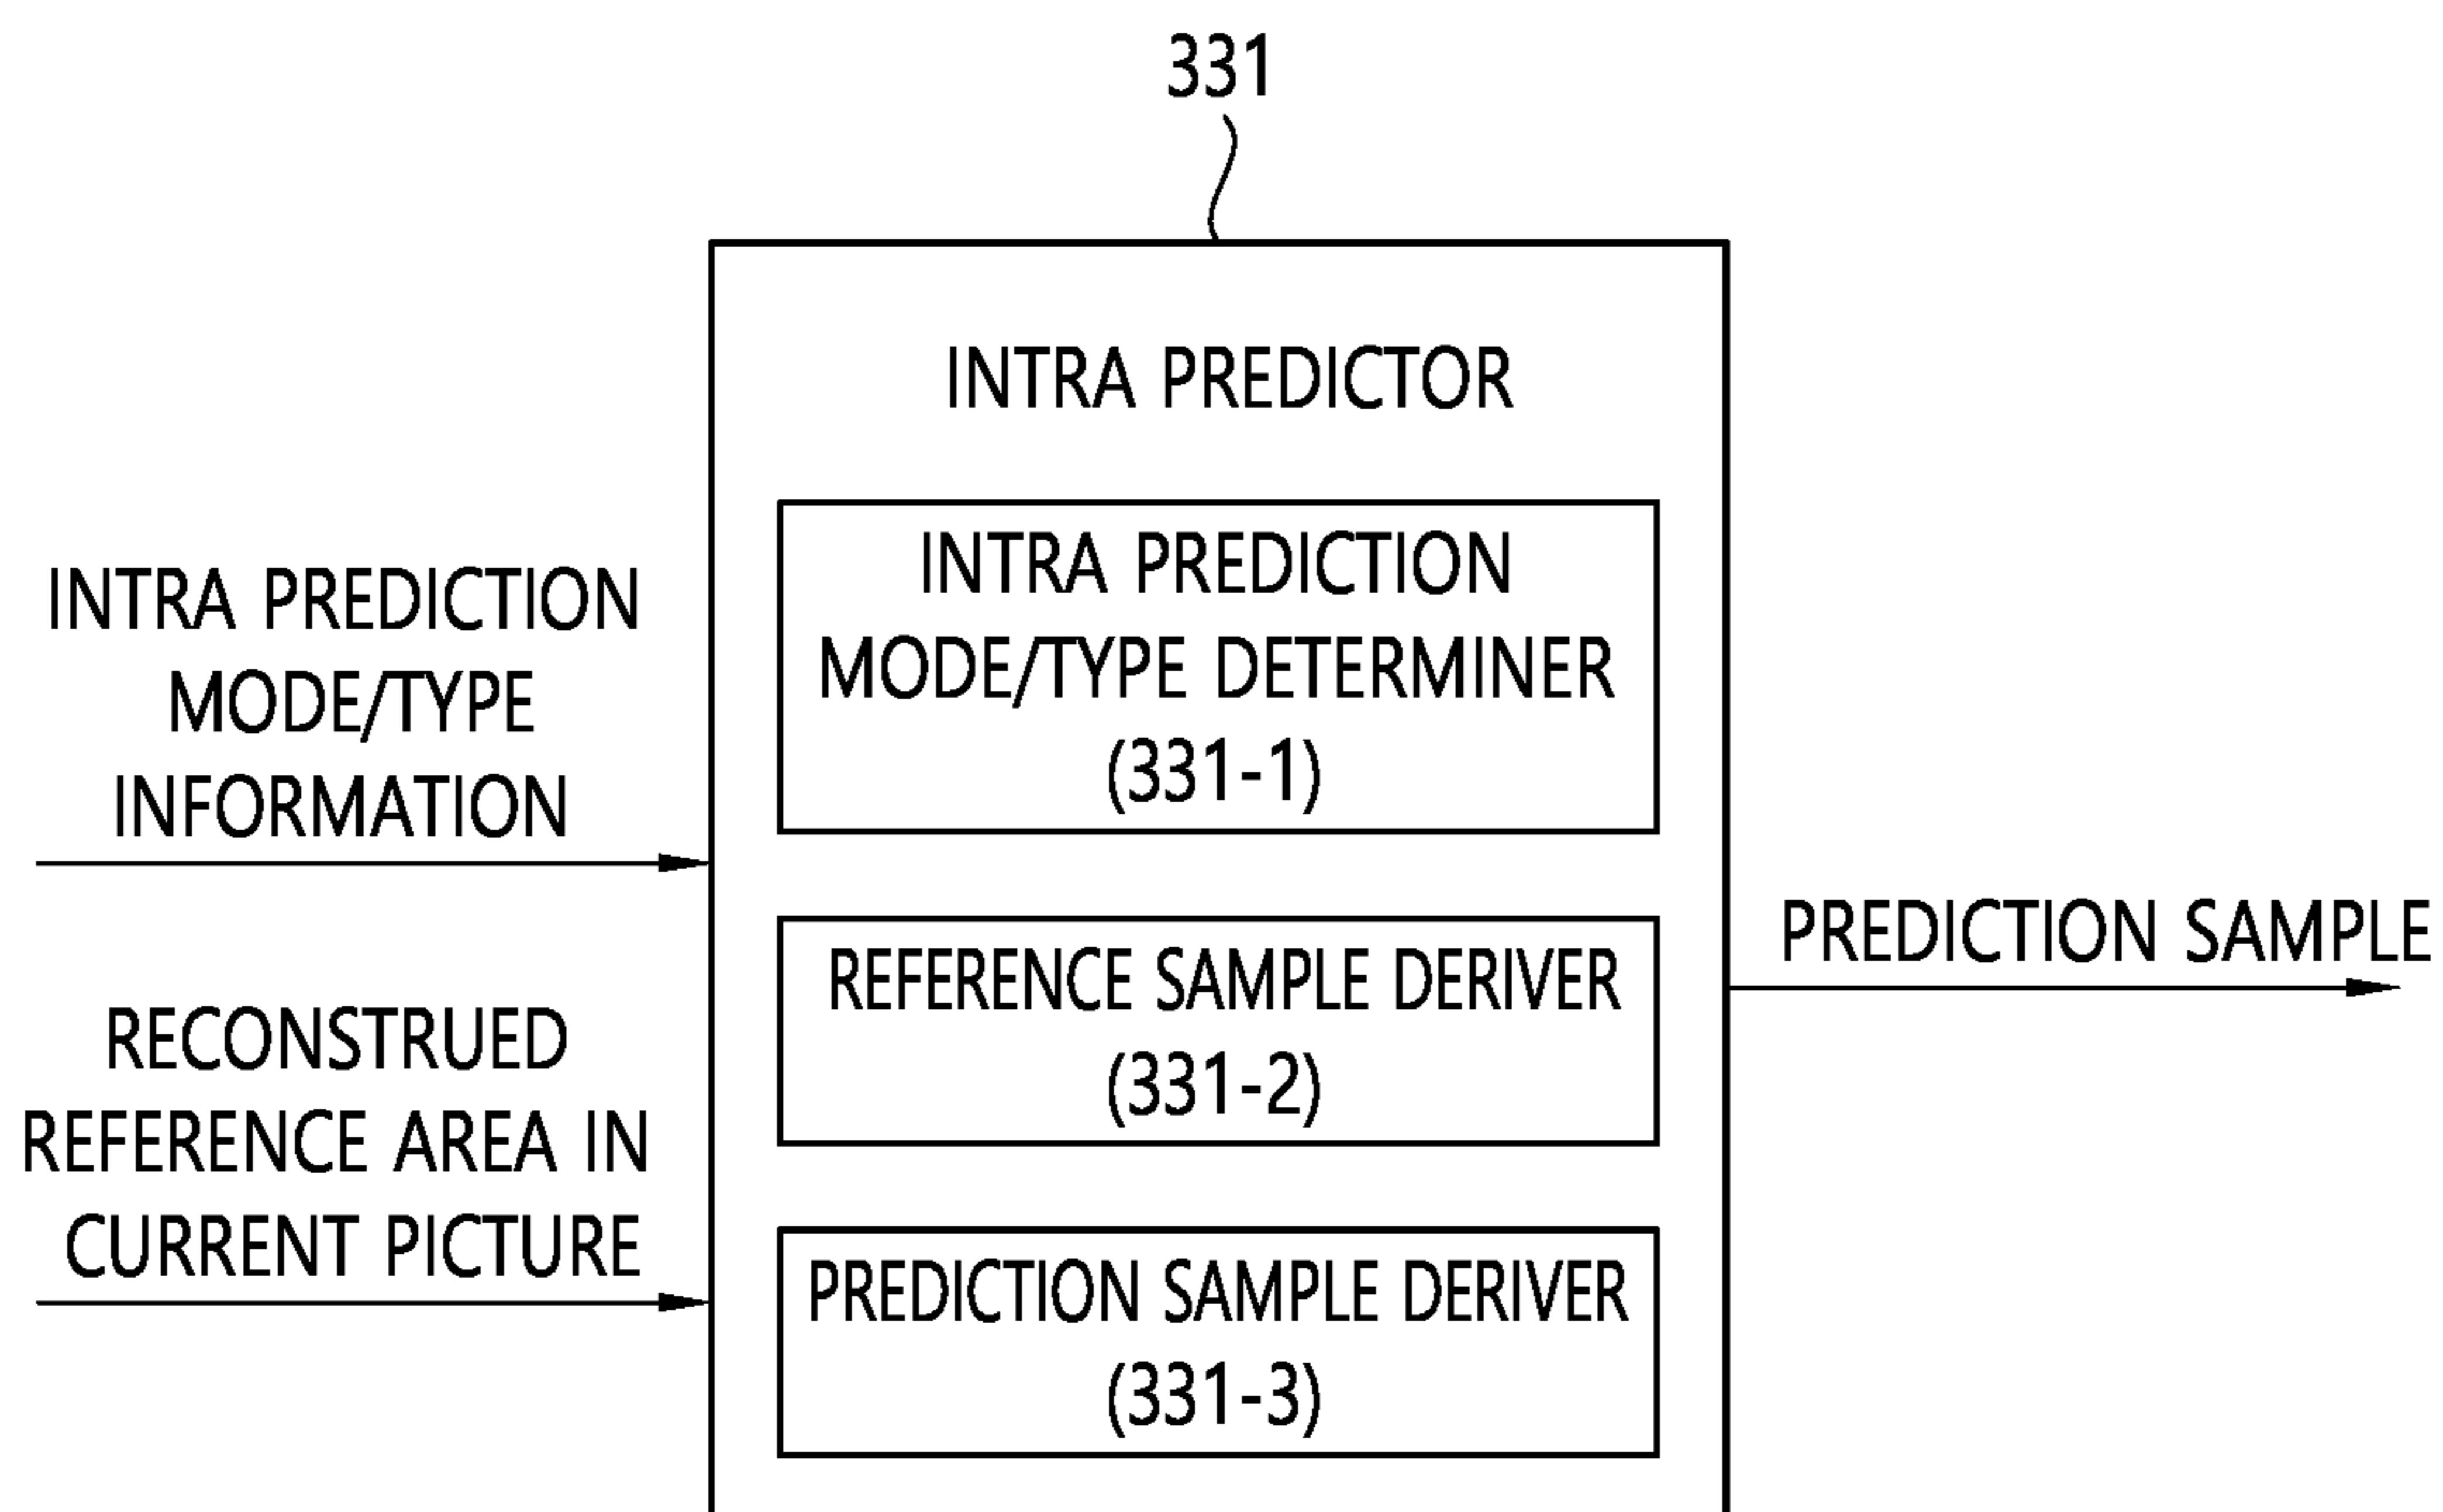 331
INTRA PREDICTOR
INTRA PREDICTION
MODE/TYPE DETERMINER
(331-1)
INTRA PREDICTION
MODE/TYPE
INFORMATION
REFERENCE SAMPLE DERIVER
(331-2)
PREDICTION SAMPLE
RECONSTRUED
REFERENCE AREA IN
CURRENT PICTURE
PREDICTION SAMPLE DERIVER
(331-3)